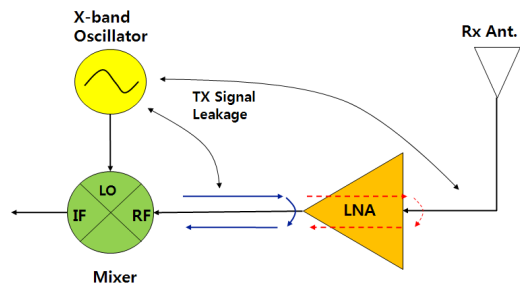 X-band
Oscillator
Rx Ant.
TX Signal
Leakage
LO
IF
RF
LNA
Mixer